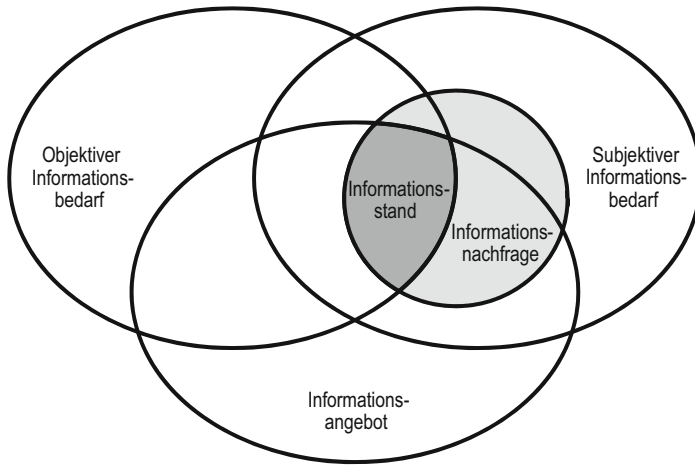 Objektiver
Informations-
bedarf
Subjektiver
Informations-
bedarf
Informations-
stand
Informations-
nachfrage
Informations-
angebot